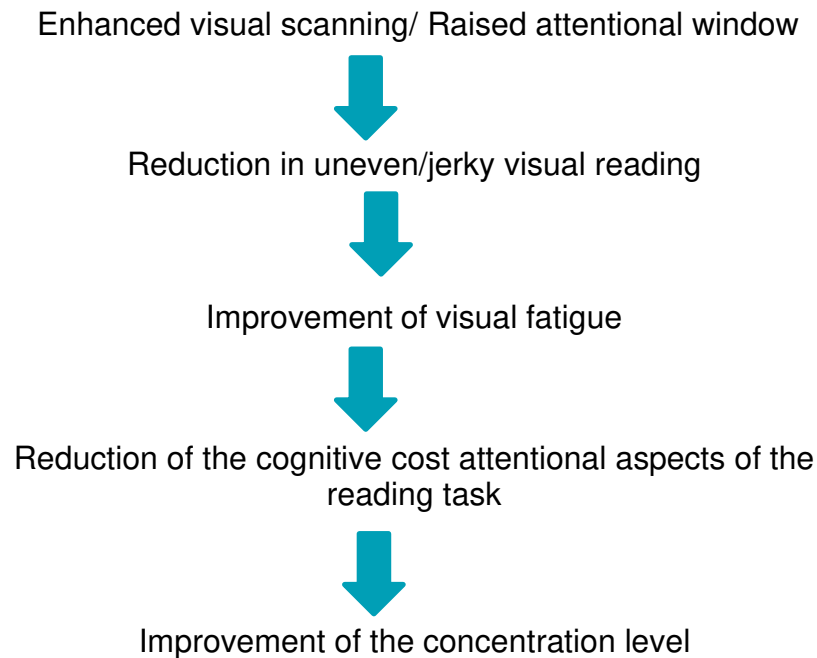 Enhanced visual scanning/ Raised attentional window
Reduction in uneven/jerky visual reading
Improvement of visual fatigue
Reduction of the cognitive cost attentional aspects of the
reading task
Improvement of the concentration level